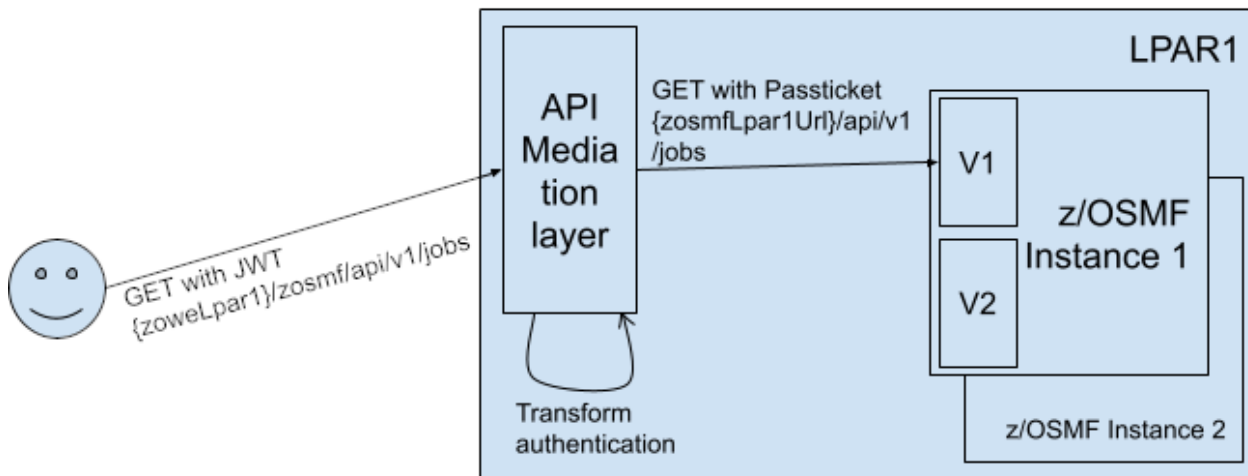 LPAR1
API
Media
tion
layer
GET with Passticket
{zosmfLpar1Url}/api/v1
/jobs
V1
z/OSMF
Instance 1
V2
GET with JWT
{zoweLpar1}/zosmf/api/v1/jobs
Transform
authentication
z/OSMF Instance 2